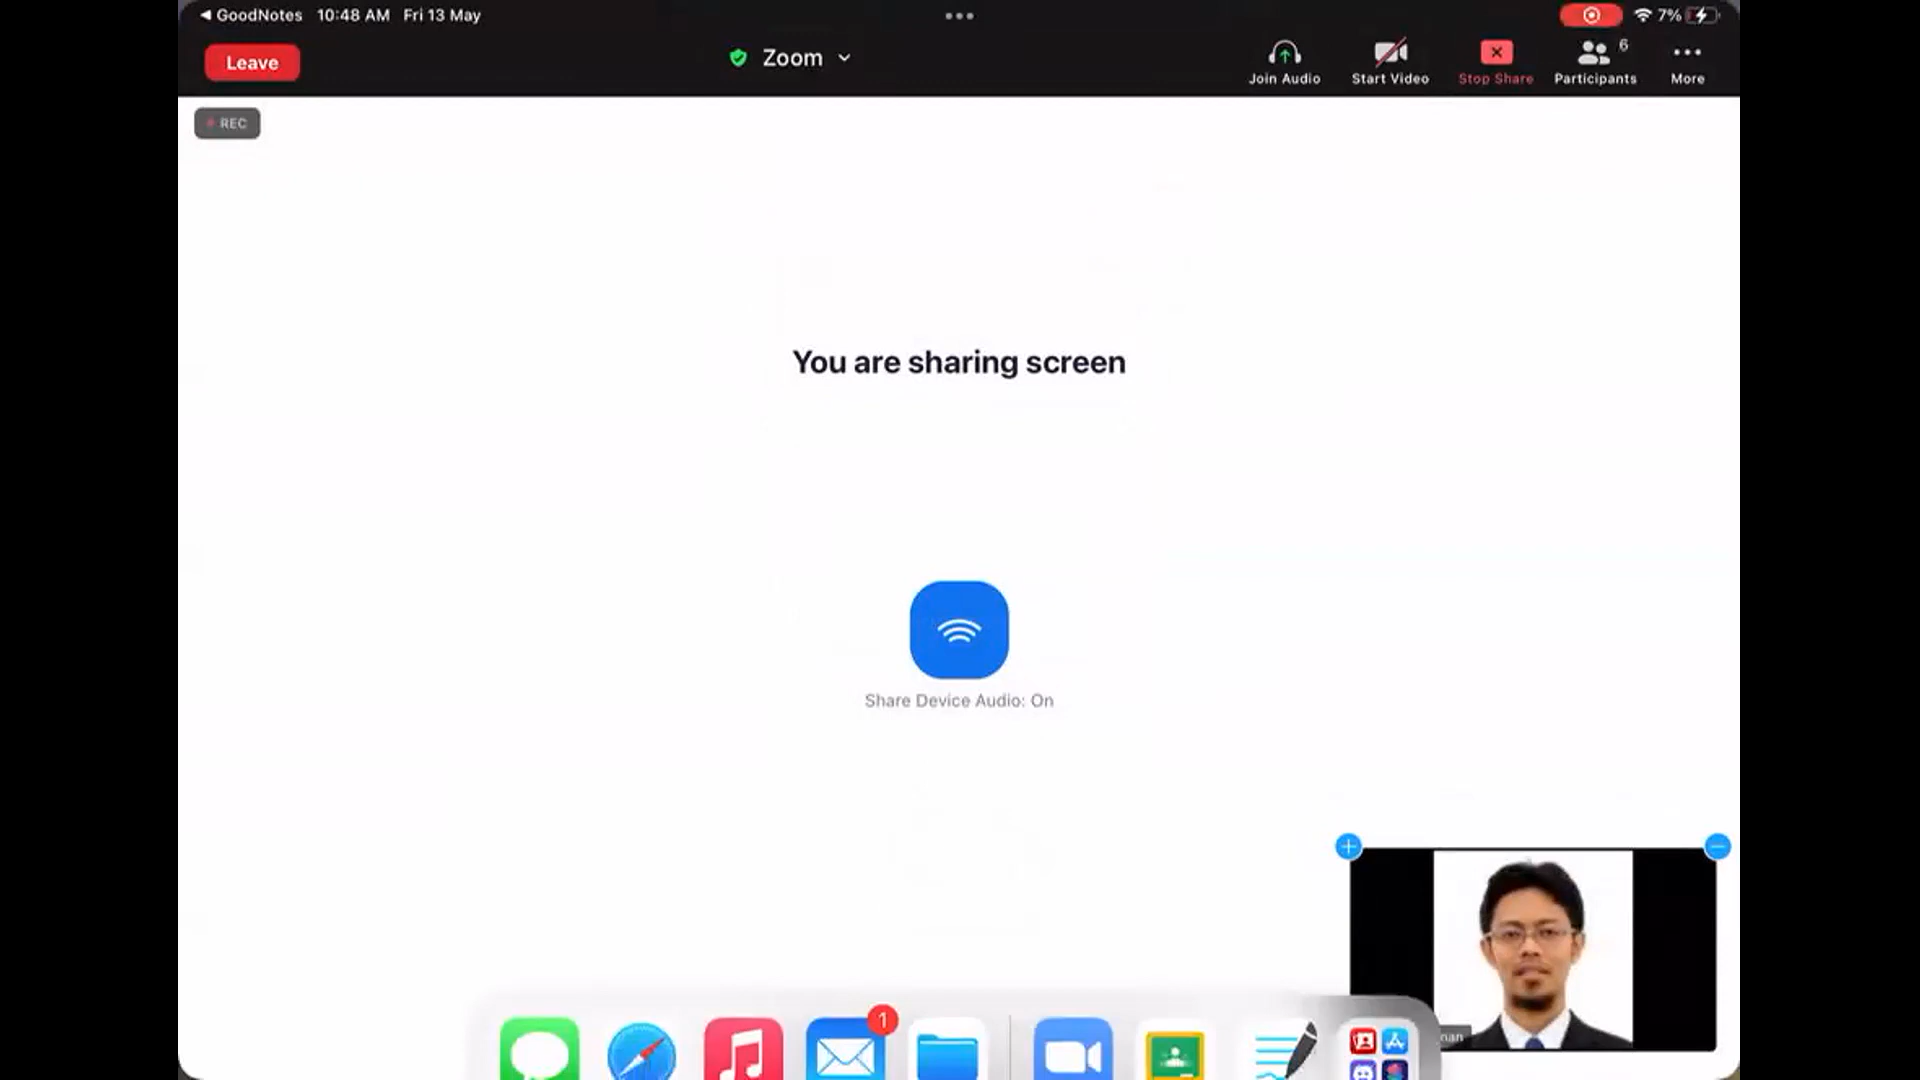 ◀ GoodNotes 10:48 AM Fri 13 May
7%
Leave
Zoom
6
Join Audio Start Video Stop Share Participants More
REC
You are sharing screen
Share Device Audio: On
1